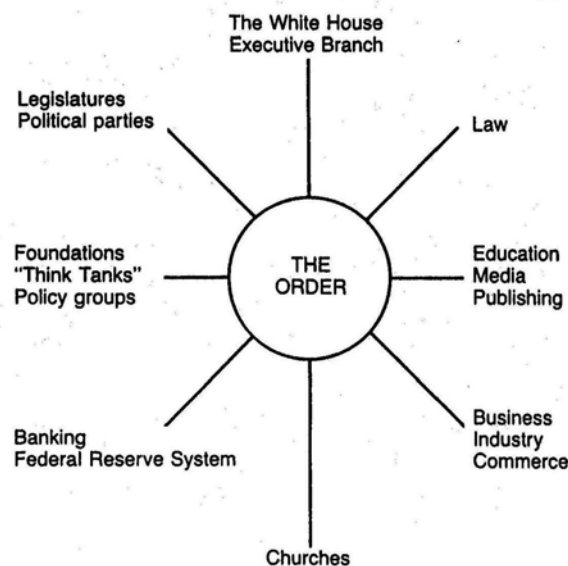 The White House
Executive Branch
Legislatures
Political parties
Law
Foundations
"Think Tanks"
Policy groups
THE
ORDER
Education
Media
Publishing
Banking
Federal Reserve System
Business
Industry
Commerce
Churches